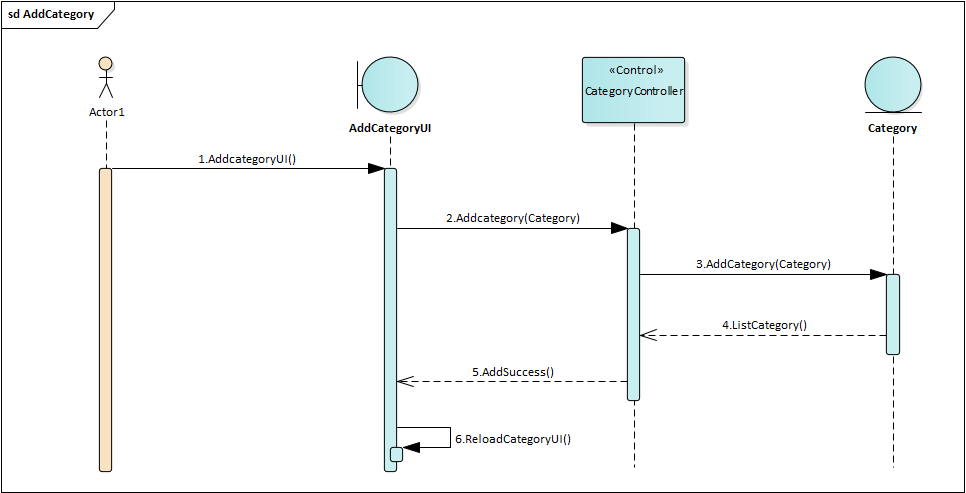 sd AddCategory
Actor1
AddCategoryUI
«Control»
CategoryController
Category
1.AddcategoryUI()
2.Addcategory(Category)
3.AddCategory(Category)
4.ListCategory()
5.AddSuccess()
6.ReloadCategoryUI()